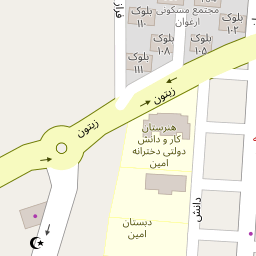 فراز
بلوک
۱۱۰
مجتمع مسکونی
ارغوان
بلوک
۱۰۲
بلوک
۱۰۸
بلوک
۱۰۵
بلوک
۱۱۱
زیتون
زیتون
هنرستان
کار و دانش
دولتی دخترانه
امین
دانش
دبستان
امین